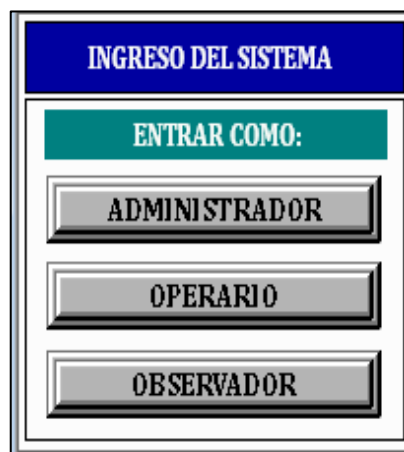 INGRESO DEL SISTEMA
ENTRAR COMO:
ADMINISTRADOR
OPERARIO
OBSERVADOR